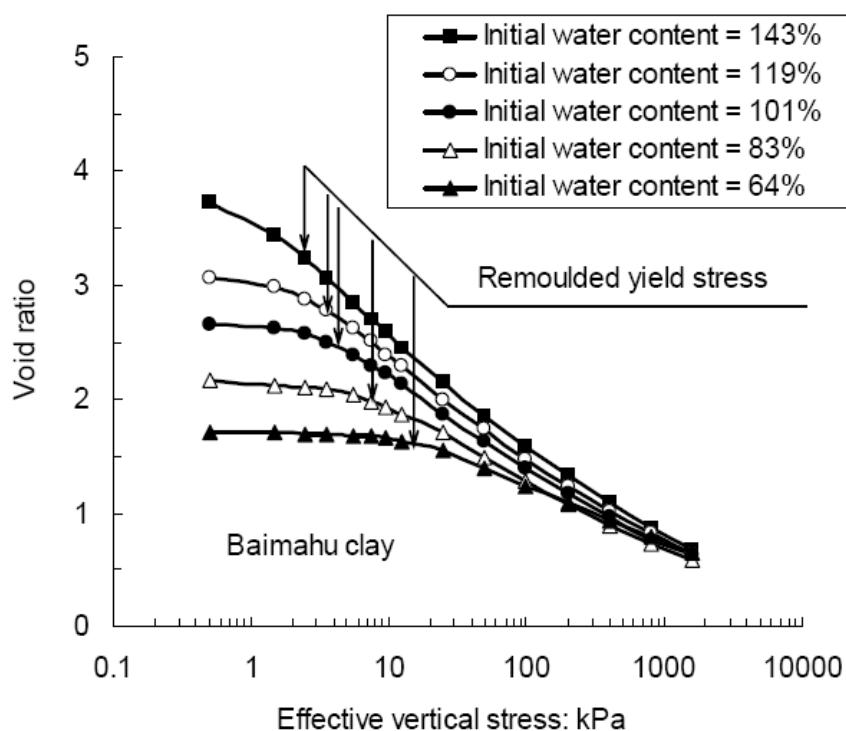 Initial water content = 143%
Initial water content = 119%
Initial water content = 101%
Initial water content = 83%
Initial water content = 64%
Remoulded yield stress
Baimahu clay
Void ratio
5
4
3
2
1
0
0.1 1 10 100 1000 10000
Effective vertical stress: kPa